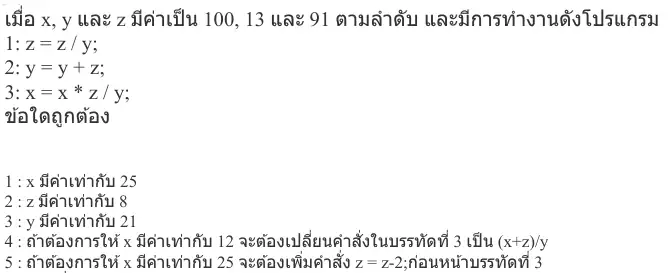 เมื่อ x, y และ z มีค่าเป็น 100, 13 และ 91 ตามลำดับ และมีการทำงานดังโปรแกรม
1: z = z / y;
2: y = y + z;
3: x = x * z / y;
ข้อใดถูกต้อง
1 : x มีค่าเท่ากับ 25
2 : z มีค่าเท่ากับ 8
3 : y มีค่าเท่ากับ 21
4 : ถ้าต้องการให้ x มีค่าเท่ากับ 12 จะต้องเปลี่ยนคำสั่งในบรรทัดที่ 3 เป็น (x+z)/y
5 : ถ้าต้องการให้ x มีค่าเท่ากับ 25 จะต้องเพิ่มคำสั่ง z = z-2;ก่อนหน้าบรรทัดที่ 3